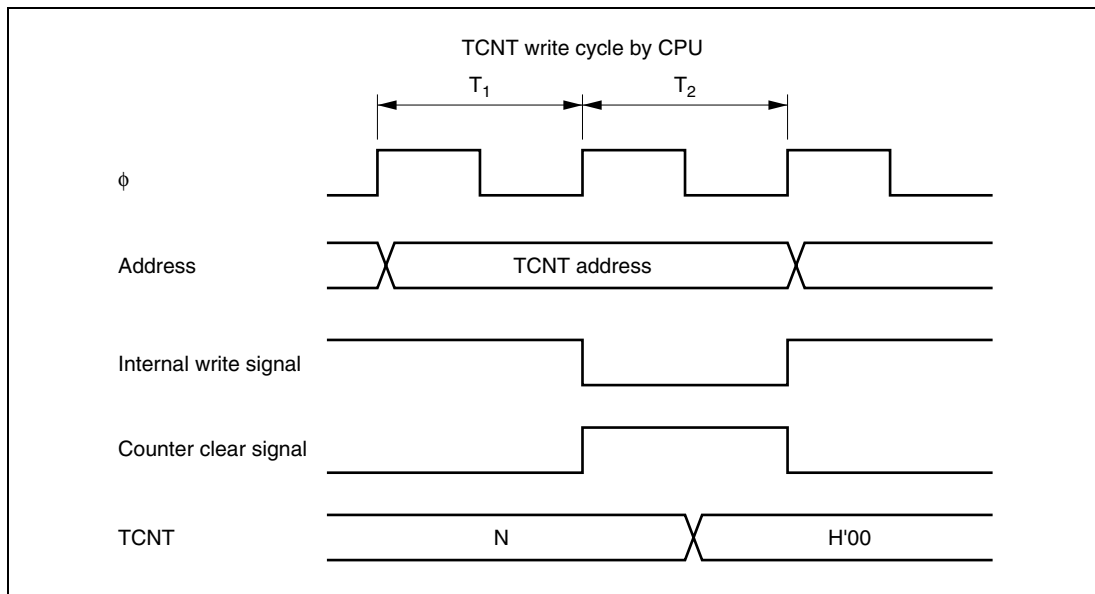 TCNT write cycle by CPU
T1 T2
φ
Address TCNT address
Internal write signal
Counter clear signal
TCNT N H'00